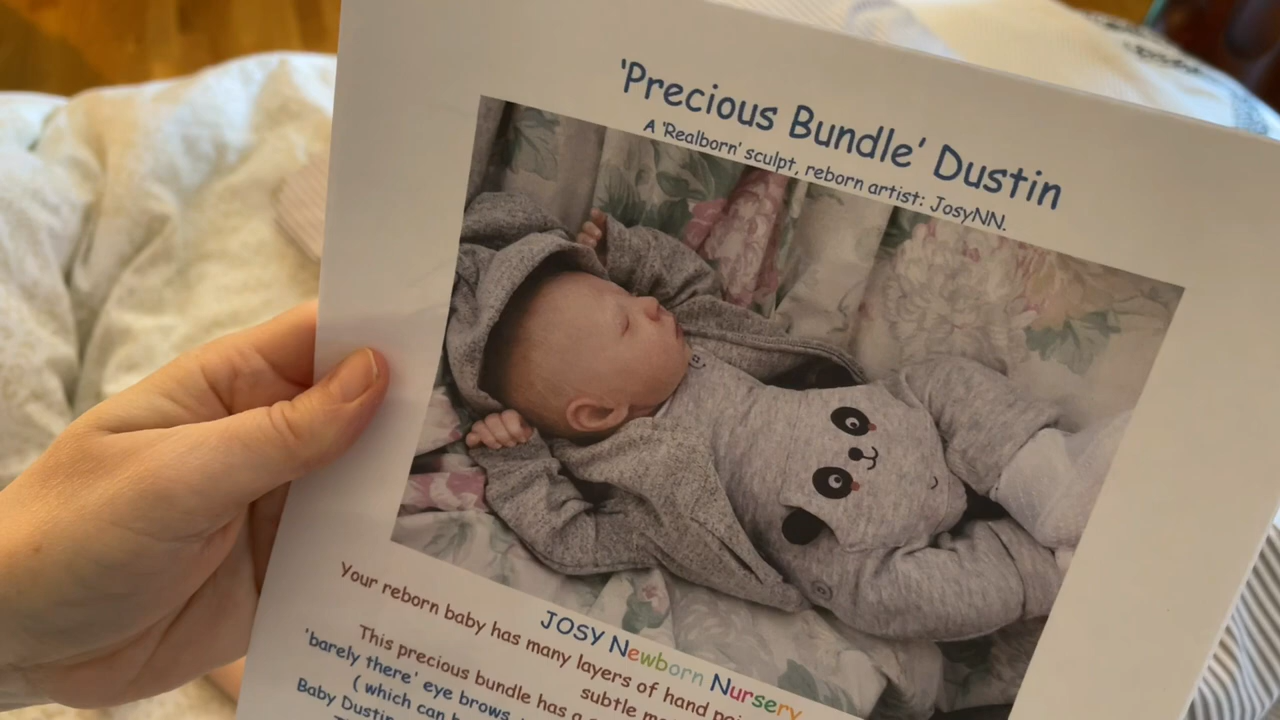 'Precious Bundle' Dustin
A 'Realborn' sculpt, reborn artist: JosyNN.
JOSY Newborn Nursery
Your reborn baby has many layers of hand
subtle
This precious bundle has a
'barely there' eye brows,
( which can
Baby Dustin